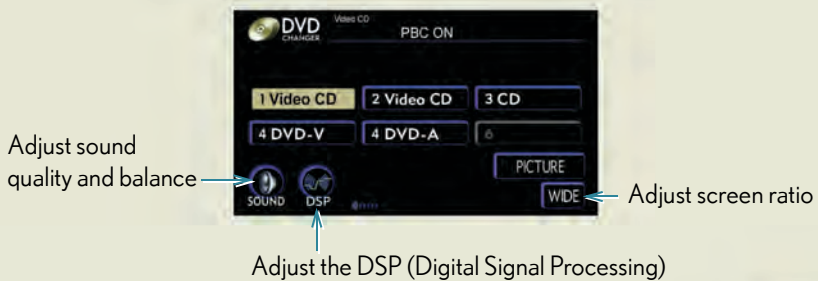 DVD Video CD
CHANGER PBC ON
1 Video CD 2 Video CD 3 CD
4 DVD-V 4 DVD-A 6
Adjust sound
quality and balance
PICTURE
SOUND DSP WIDE
Adjust screen ratio
Adjust the DSP (Digital Signal Processing)